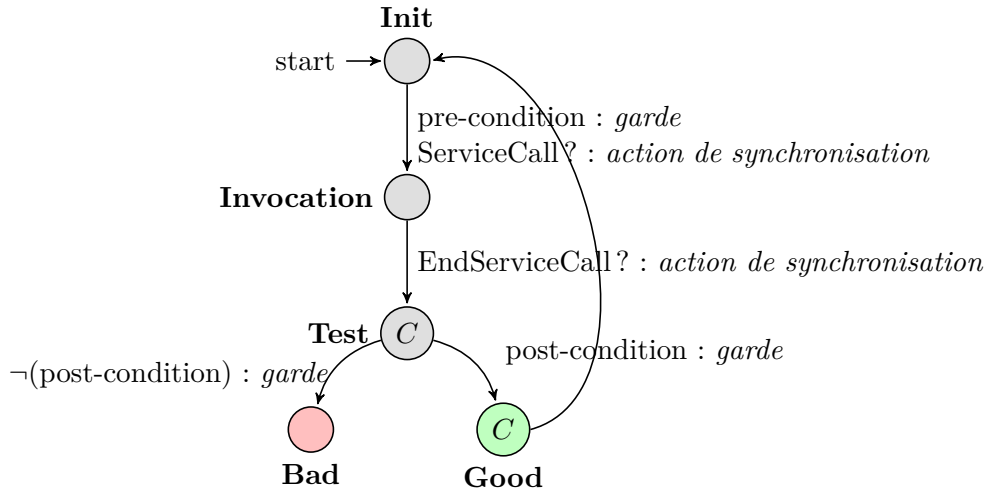 Init
start
pre-condition : garde
ServiceCall ? : action de synchronisation
Invocation
EndServiceCall ? : action de synchronisation
Test
C
post-condition : garde
¬(post-condition) : garde
C
Bad
Good